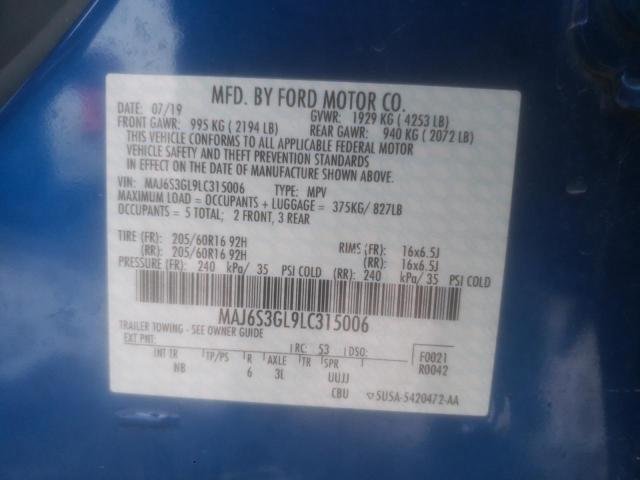 MFD. BY FORD MOTOR CO.
DATE: 07/19 GVWR: 1929 KG ( 4253 LB)
FRONT GAWR: 995 KG ( 2194 LB) REAR GAWR: 940 KG ( 2072 LB)
THIS VEHICLE CONFORMS TO ALL APPLICABLE FEDERAL MOTOR
VEHICLE SAFETY AND THEFT PREVENTION STANDARDS
IN EFFECT ON THE DATE OF MANUFACTURE SHOWN ABOVE.
VIN: MAJ6S3GL9LC315006 TYPE: MPV
MAXIMUM LOAD = OCCUPANTS + LUGGAGE = 375KG/ 827LB
OCCUPANTS = 5 TOTAL; 2 FRONT, 3 REAR
TIRE (FR): 205/60R16 92H RIMS (FR): 16x6.5J
(RR): 205/60R16 92H (RR): 16x6.5J
PRESSURE (FR): 240 kPa/ 35 PSI COLD (RR): 240 kPa/ 35 PSI COLD
MAJ6S3GL9LC315006
TRAILER TOWING - SEE OWNER GUIDE
EXT PNT: RC: 53 DSO: F0021
INT TR TP/PS R AXLE TR SPR R0042
NB 6 3L UUJJ
CBU SUSA-5420472-AA